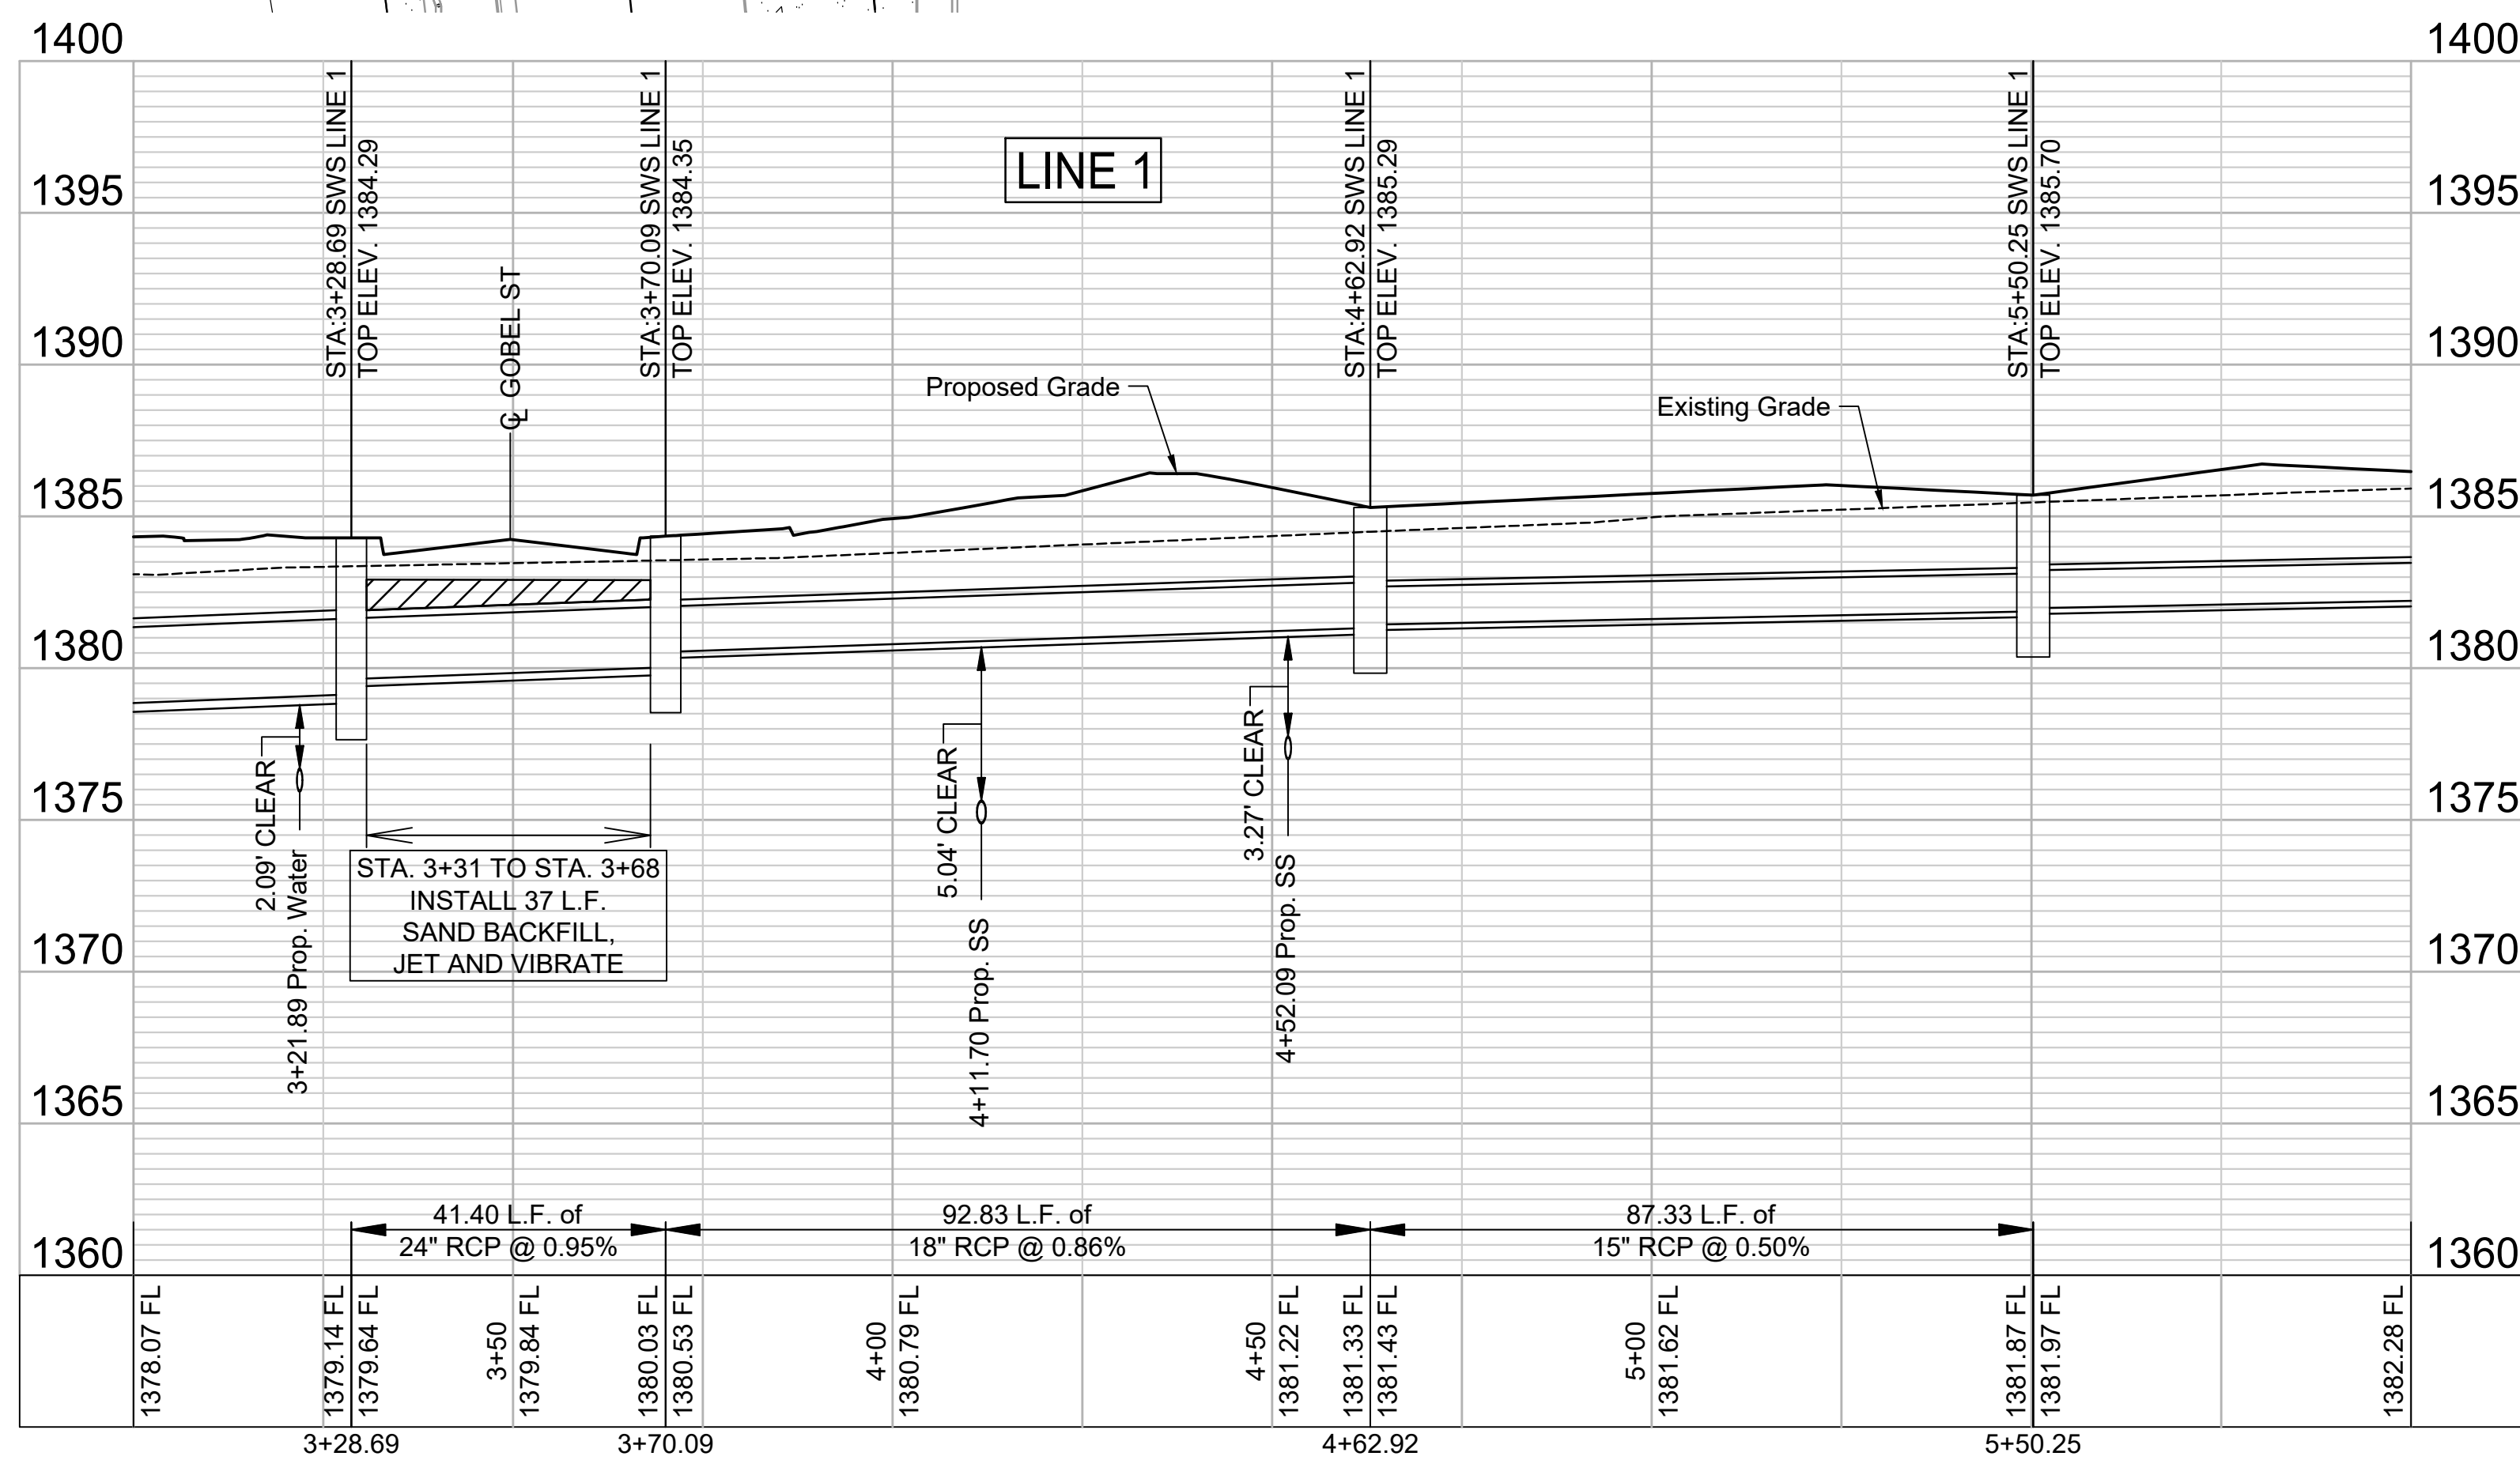 1400
1400
1395
1395
1390
1390
1385
1385
1380
1380
1375
1375
1370
1370
1365
1365
1360
1360
STA:3+28.69 SWS LINE 1
TOP ELEV. 1384.29
℄ GOBEL ST
STA:3+70.09 SWS LINE 1
TOP ELEV. 1384.35
LINE 1
STA:4+62.92 SWS LINE 1
TOP ELEV. 1385.29
STA:5+50.25 SWS LINE 1
TOP ELEV. 1385.70
Proposed Grade
Existing Grade
2.09' CLEAR
3+21.89 Prop. Water
STA. 3+31 TO STA. 3+68
INSTALL 37 L.F.
SAND BACKFILL,
JET AND VIBRATE
5.04' CLEAR
4+11.70 Prop. SS
3.27' CLEAR
4+52.09 Prop. SS
41.40 L.F. of
24" RCP @ 0.95%
92.83 L.F. of
18" RCP @ 0.86%
87.33 L.F. of
15" RCP @ 0.50%
1378.07 FL
1379.14 FL
1379.64 FL
3+50
1379.84 FL
1380.03 FL
1380.53 FL
4+00
1380.79 FL
4+50
1381.22 FL
1381.33 FL
1381.43 FL
5+00
1381.62 FL
1381.87 FL
1381.97 FL
1382.28 FL
3+28.69
3+70.09
4+62.92
5+50.25